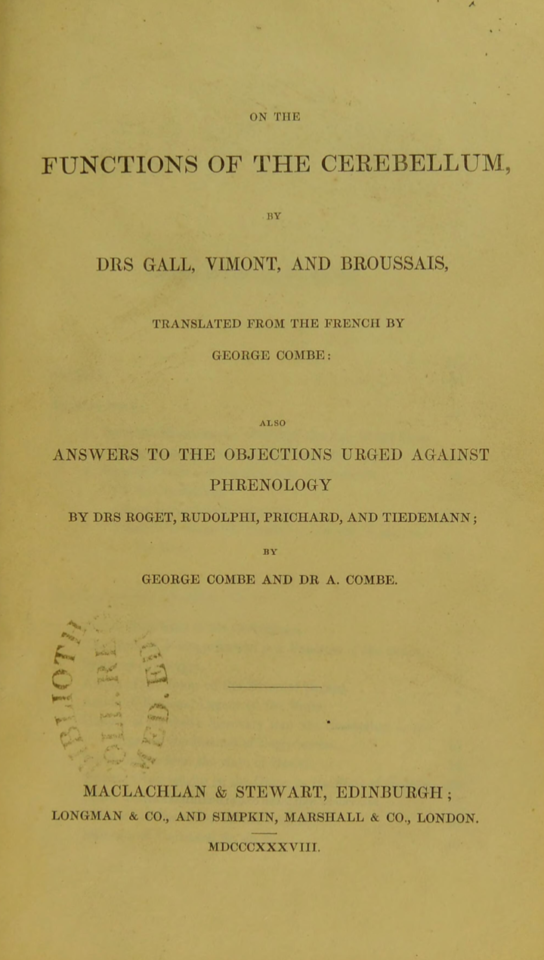 ON THE
FUNCTIONS OF THE CEREBELLUM,
BY
DRS GALL, VIMONT, AND BROUSSAIS,
TRANSLATED FROM THE FRENCH BY
GEORGE COMBE:
ALSO
ANSWERS TO THE OBJECTIONS URGED AGAINST
PHRENOLOGY
BY DRS ROGET, RUDOLPHI, PRICHARD, AND TIEDEMANN;
BY
GEORGE COMBE AND DR A. COMBE.
MACLACHLAN & STEWART, EDINBURGH;
LONGMAN & CO., AND SIMPKIN, MARSHALL & CO., LONDON.
MDCCCXXXVIII.